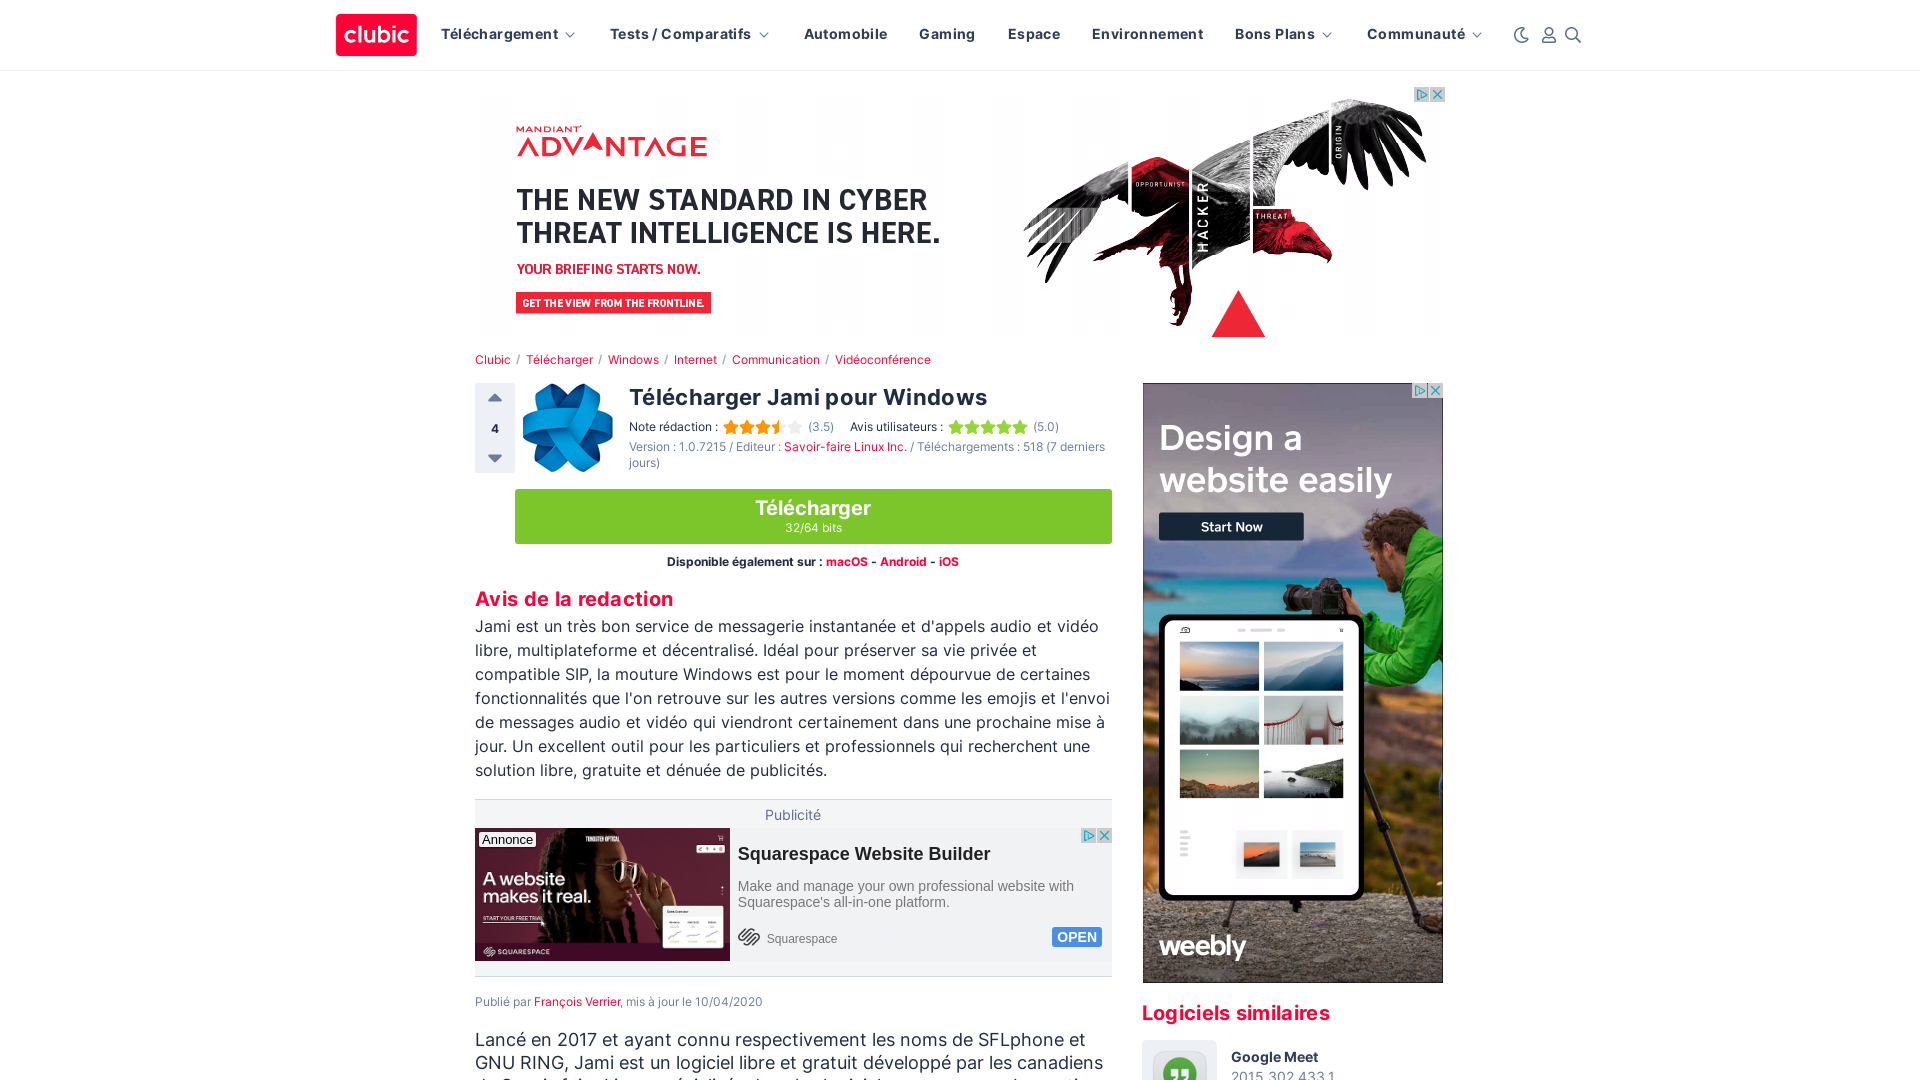 clubic
Téléchargement
Tests / Comparatifs
Automobile
Gaming
Espace
Environnement
Bons Plans
Communauté
MANDIANT
ADVANTAGE
THE NEW STANDARD IN CYBER
THREAT INTELLIGENCE IS HERE.
YOUR BRIEFING STARTS NOW.
GET THE VIEW FROM THE FRONTLINE.
OPPORTUNIST
HACKER
THREAT
ORIGIN
Clubic / Télécharger / Windows / Internet / Communication / Vidéoconférence
4
Télécharger Jami pour Windows
Note rédaction : (3.5) Avis utilisateurs : (5.0)
Version : 1.0.7215 / Editeur : Savoir-faire Linux Inc. / Téléchargements : 518 (7 derniers
jours)
Télécharger
32/64 bits
Disponible également sur : macOS - Android - iOS
Avis de la redaction
Jami est un très bon service de messagerie instantanée et d'appels audio et vidéo
libre, multiplateforme et décentralisé. Idéal pour préserver sa vie privée et
compatible SIP, la mouture Windows est pour le moment dépourvue de certaines
fonctionnalités que l'on retrouve sur les autres versions comme les emojis et l'envoi
de messages audio et vidéo qui viendront certainement dans une prochaine mise à
jour. Un excellent outil pour les particuliers et professionnels qui recherchent une
solution libre, gratuite et dénuée de publicités.
Publicité
Annonce
A website
makes it real.
START YOUR FREE TRIAL
SQUARESPACE
Squarespace Website Builder
Make and manage your own professional website with
Squarespace's all-in-one platform.
Squarespace
OPEN
Publié par François Verrier, mis à jour le 10/04/2020
Lancé en 2017 et ayant connu respectivement les noms de SFLphone et
GNU RING, Jami est un logiciel libre et gratuit développé par les canadiens
Design a
website easily
Start Now
weebly
Logiciels similaires
Google Meet
2015.302.433.1